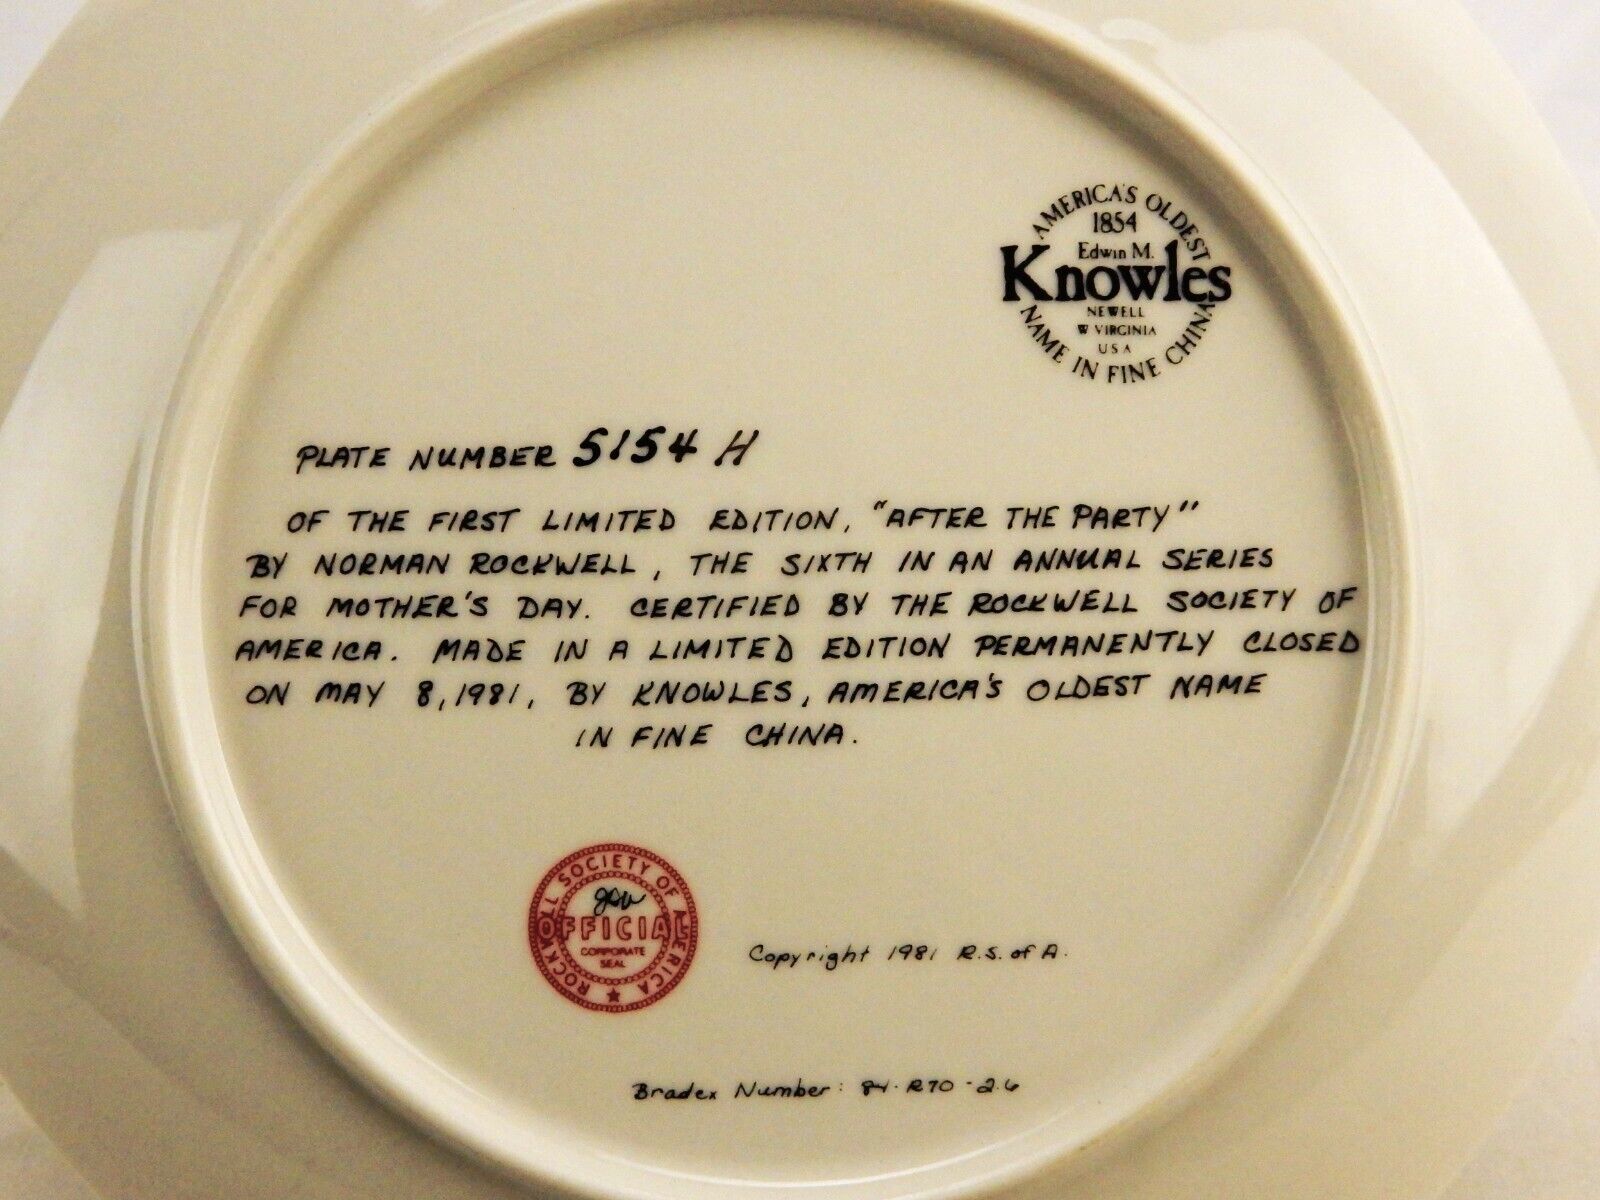 AMERICA'S OLDEST
1854
Edwin M.
Knowles
NEWELL
W VIRGINIA
USA
NAME IN FINE CHINA
PLATE NUMBER 5154 H
OF THE FIRST LIMITED EDITION, "AFTER THE PARTY"
BY NORMAN ROCKWELL, THE SIXTH IN AN ANNUAL SERIES
FOR MOTHER'S DAY. CERTIFIED BY THE ROCKWELL SOCIETY OF
AMERICA. MADE IN A LIMITED EDITION PERMANENTLY CLOSED
ON MAY 8, 1981, BY KNOWLES, AMERICA'S OLDEST NAME
IN FINE CHINA.
ROCKWELL SOCIETY OF AMERICA
OFFICIAL
CORPORATE
SEAL
Copyright 1981 R.S. of A.
Bradex Number: 84-R70-2.6